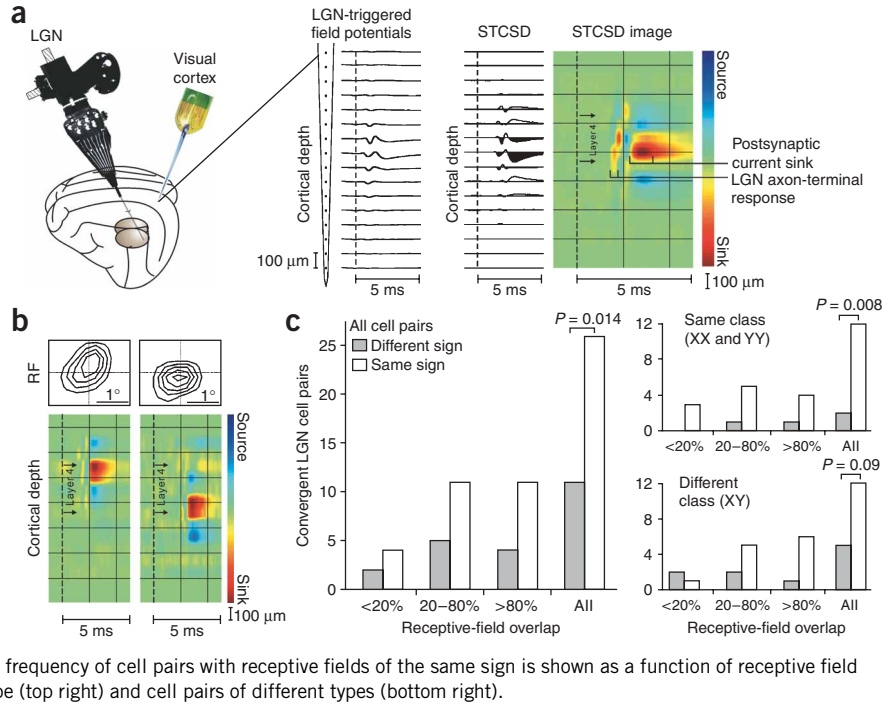 a
LGN
Visual
cortex
LGN-triggered
field potentials
STCSD
STCSD image
Cortical depth
Cortical depth
Layer 4
Source
Sink
Postsynaptic
current sink
LGN axon-terminal
response
100 μm
5 ms
5 ms
5 ms
100 μm
b
RF
1°
1°
Cortical depth
Layer 4
Layer 4
Source
Sink
100 μm
5 ms
5 ms
c
All cell pairs
Different sign
Same sign
P = 0.014
Convergent LGN cell pairs
25
20
15
10
5
0
<20%
20–80%
>80%
All
Receptive-field overlap
Same class
(XX and YY)
P = 0.008
12
8
4
0
<20%
20–80%
>80%
All
P = 0.09
Different
class (XY)
12
8
4
0
<20%
20–80%
>80%
All
Receptive-field overlap
frequency of cell pairs with receptive fields of the same sign is shown as a function of receptive field
pe (top right) and cell pairs of different types (bottom right).